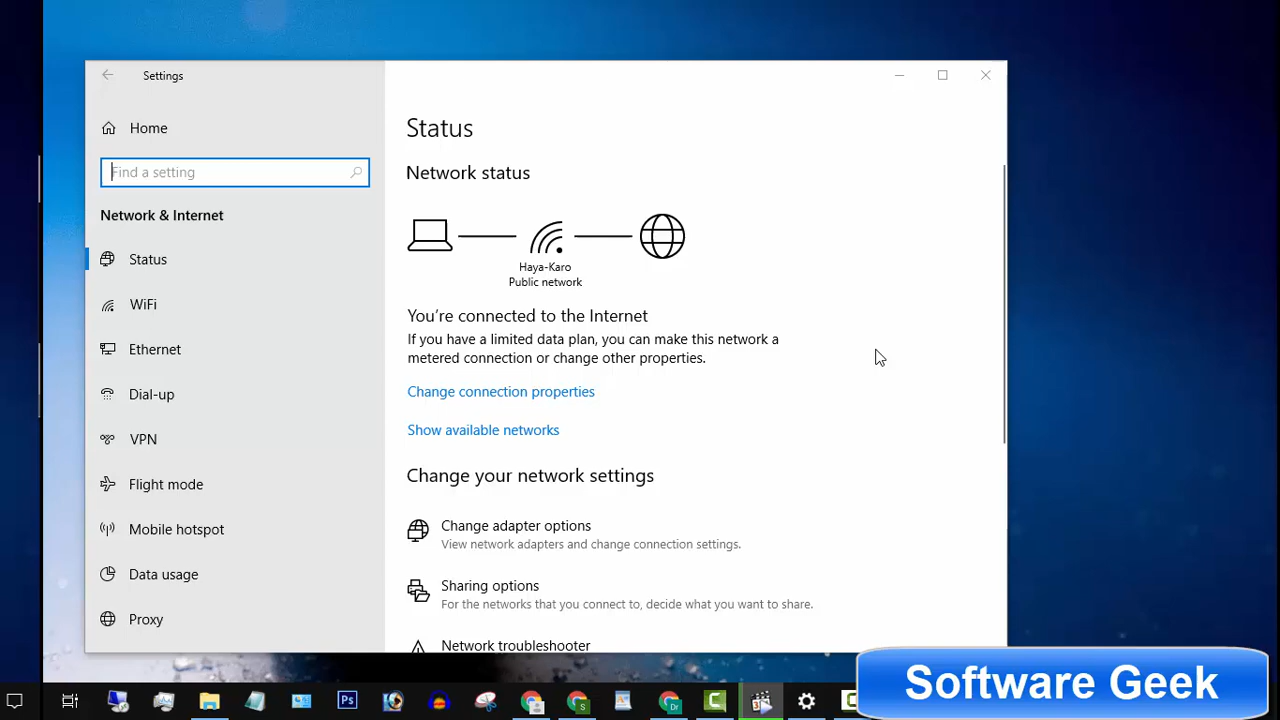 Settings
Home
Find a setting
Network & Internet
Status
WiFi
Ethernet
Dial-up
VPN
Flight mode
Mobile hotspot
Data usage
Proxy
Status
Network status
Haya-Karo
Public network
You're connected to the Internet
If you have a limited data plan, you can make this network a
metered connection or change other properties.
Change connection properties
Show available networks
Change your network settings
Change adapter options
View network adapters and change connection settings.
Sharing options
For the networks that you connect to, decide what you want to share.
Network troubleshooter
Ps
S
Dr
Software Geek